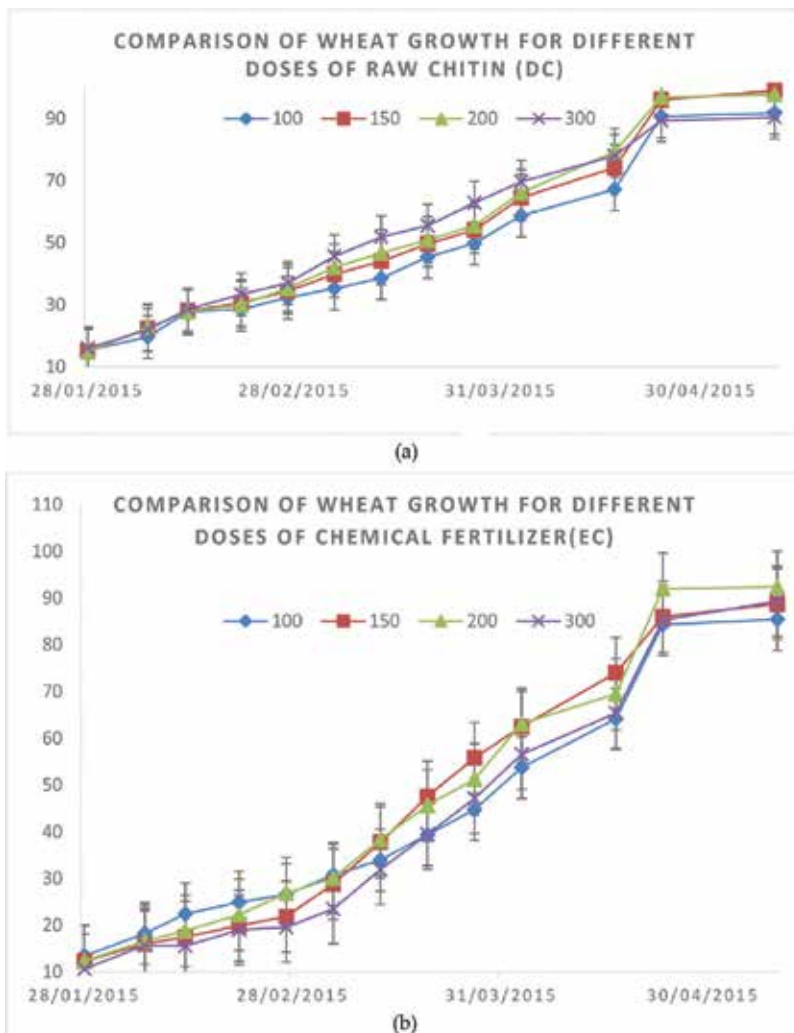 COMPARISON OF WHEAT GROWTH FOR DIFFERENT
DOSES OF RAW CHITIN (DC)
100 150 200 300
90
70
50
30
10
28/01/2015 28/02/2015 31/03/2015 30/04/2015
(a)
COMPARISON OF WHEAT GROWTH FOR DIFFERENT
DOSES OF CHEMICAL FERTILIZER(EC)
110
100
90
100 150 200 300
80
70
60
50
40
30
20
10
28/01/2015 28/02/2015 31/03/2015 30/04/2015
(b)